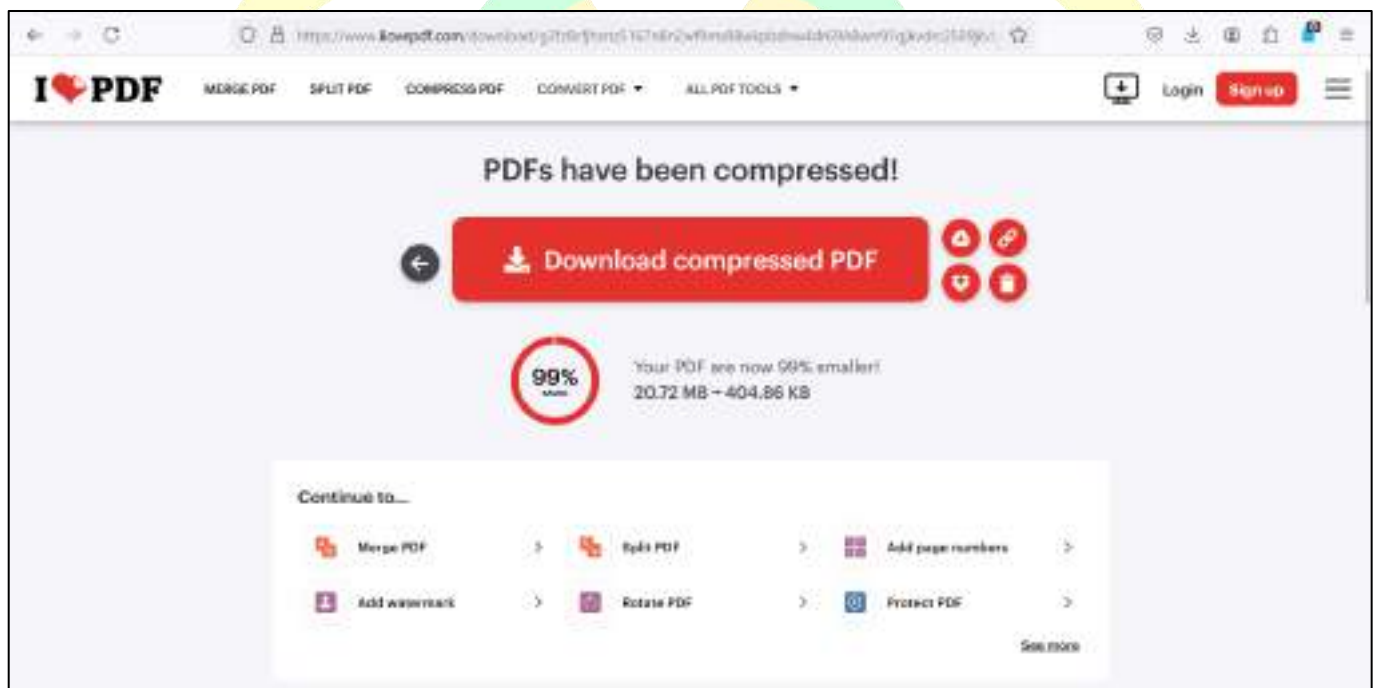 I PDF
MERGE PDF SPLIT PDF COMPRESS PDF CONVERT PDF ALL PDF TOOLS Login Sign up
PDFs have been compressed!
Download compressed PDF
99%
Your PDF are now 99% smaller!
20.72 MB – 404.86 KB
Continue to...
Merge PDF Split PDF Add page numbers
Add watermark Rotate PDF Protect PDF
See more